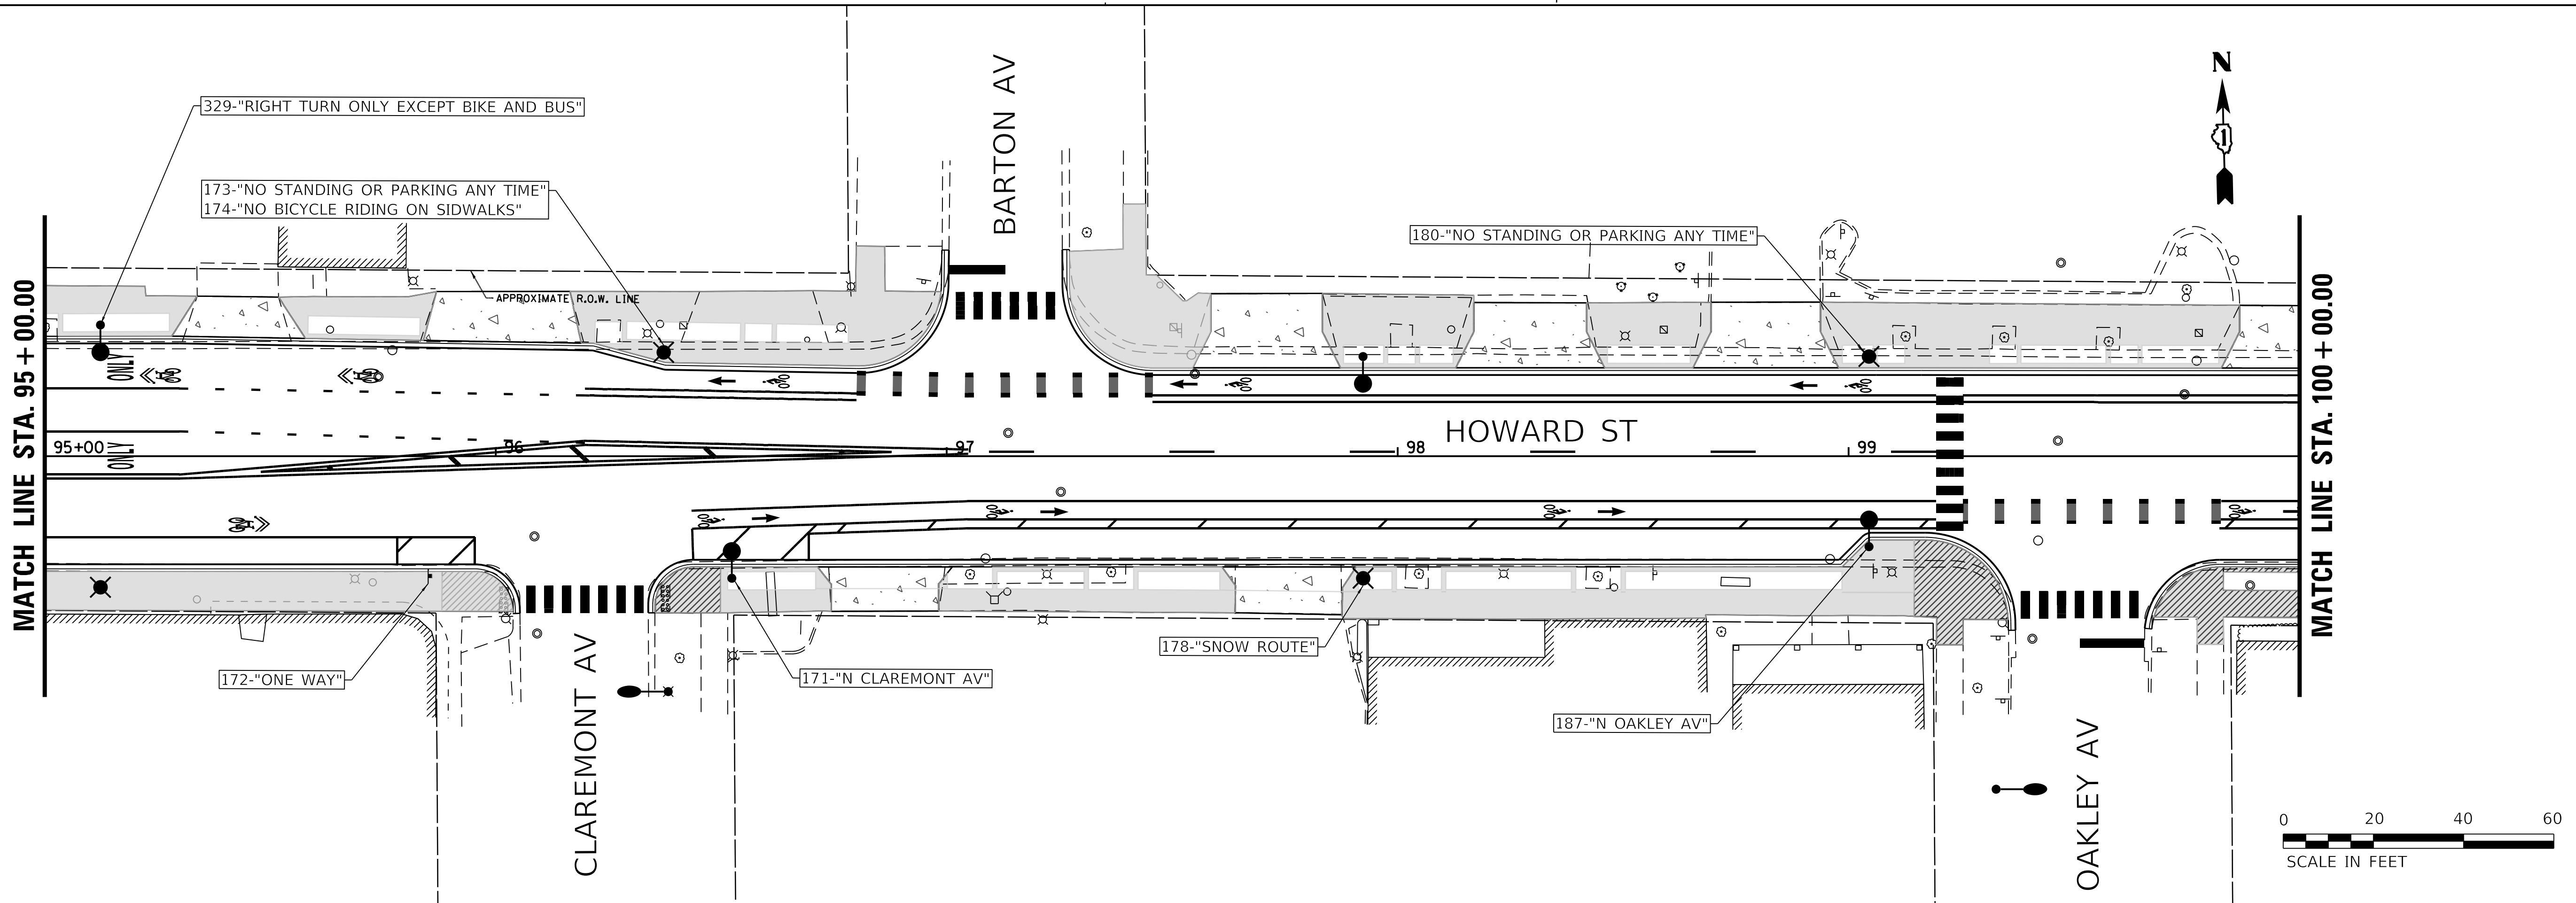 329-"RIGHT TURN ONLY EXCEPT BIKE AND BUS"
173-"NO STANDING OR PARKING ANY TIME"
174-"NO BICYCLE RIDING ON SIDWALKS"
BARTON AV
N
180-"NO STANDING OR PARKING ANY TIME"
APPROXIMATE R.O.W. LINE
MATCH LINE STA. 95+00.00
ONLY
ONLY
HOWARD ST
95+00
96
97
98
99
MATCH LINE STA. 100+00.00
172-"ONE WAY"
CLAREMONT AV
171-"N CLAREMONT AV"
178-"SNOW ROUTE"
187-"N OAKLEY AV"
OAKLEY AV
0 20 40 60
SCALE IN FEET